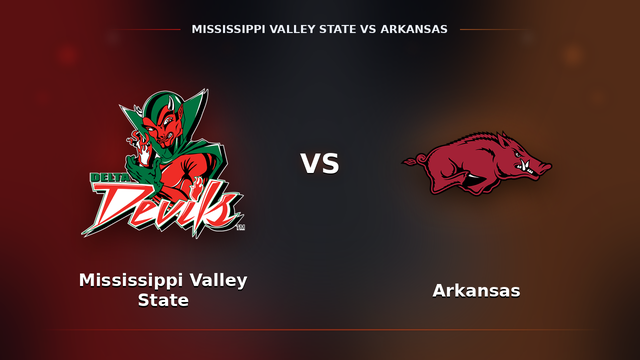 MISSISSIPPI VALLEY STATE VS ARKANSAS
DELTA
Devils
TM
VS
Mississippi Valley
State
Arkansas